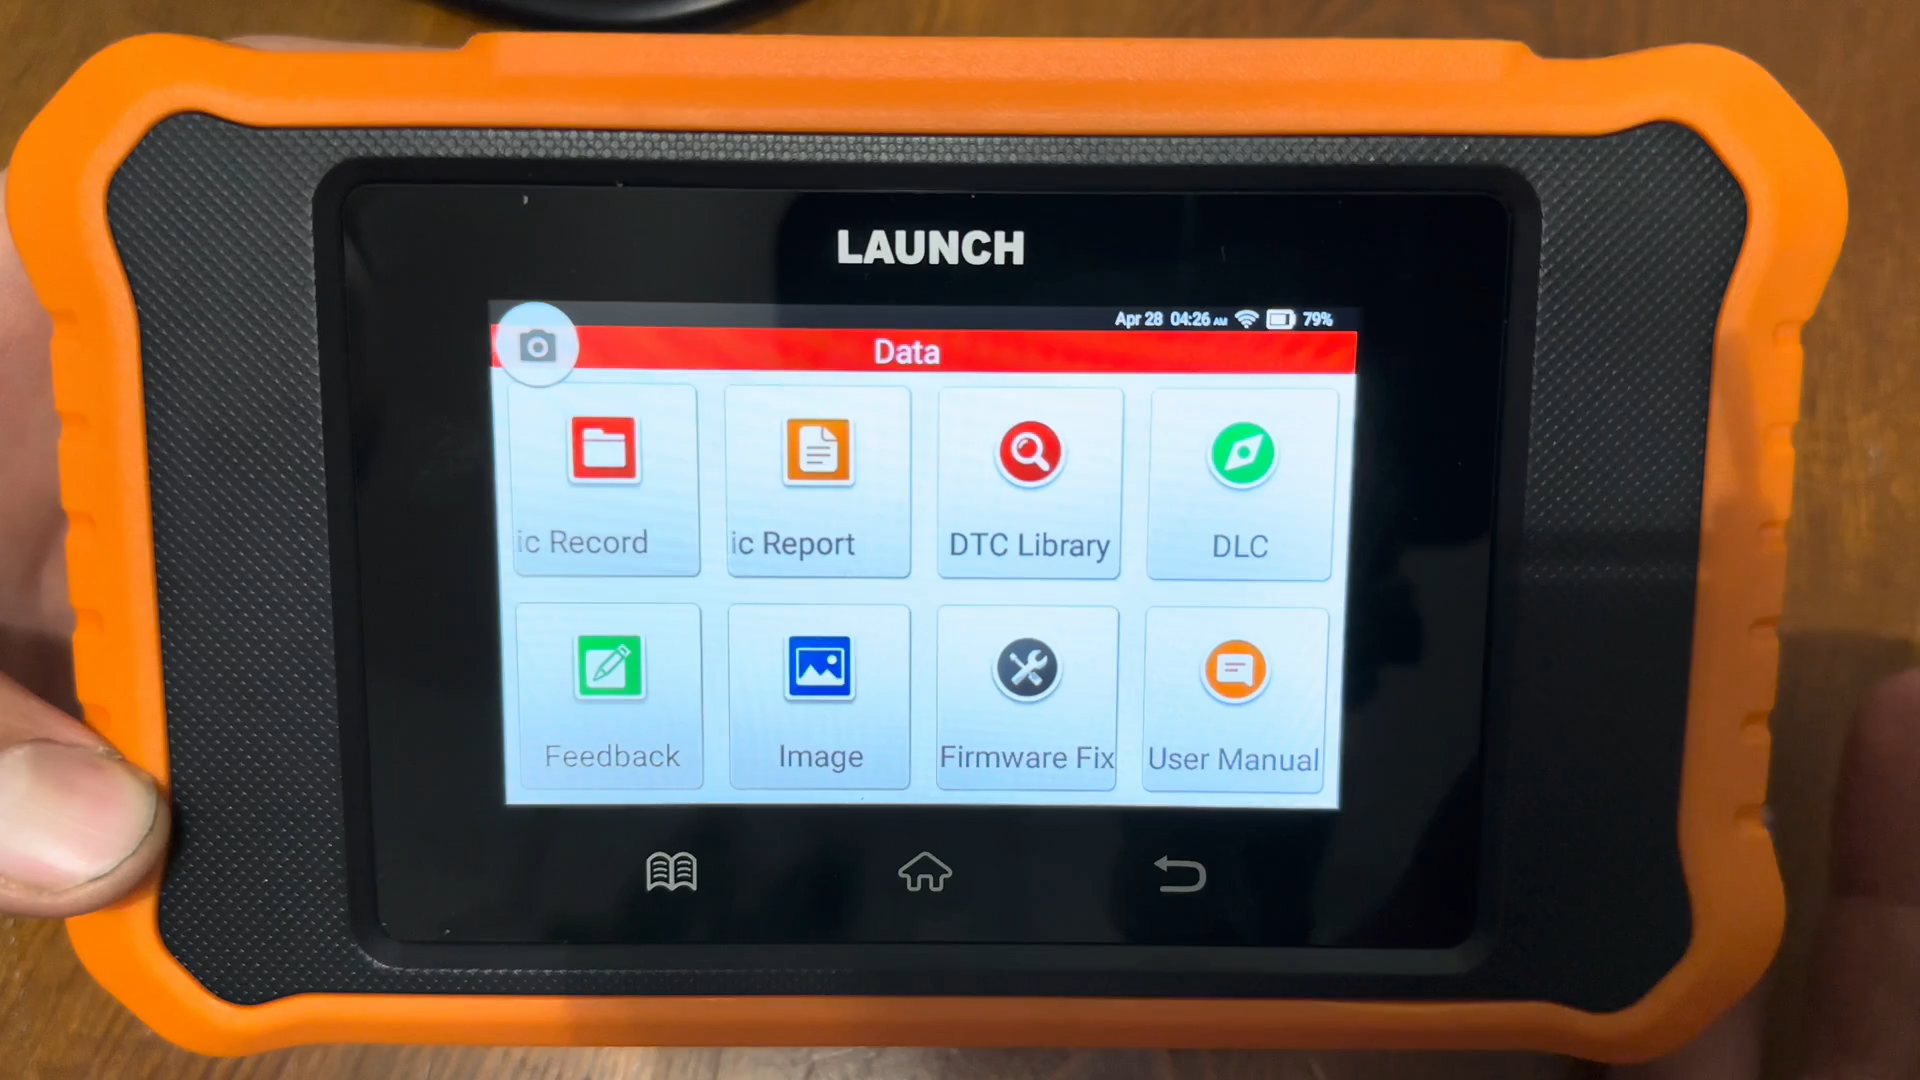 LAUNCH
Apr 28 04:26 AM 79%
Data
ic Record
ic Report
DTC Library
DLC
Feedback
Image
Firmware Fix
User Manual